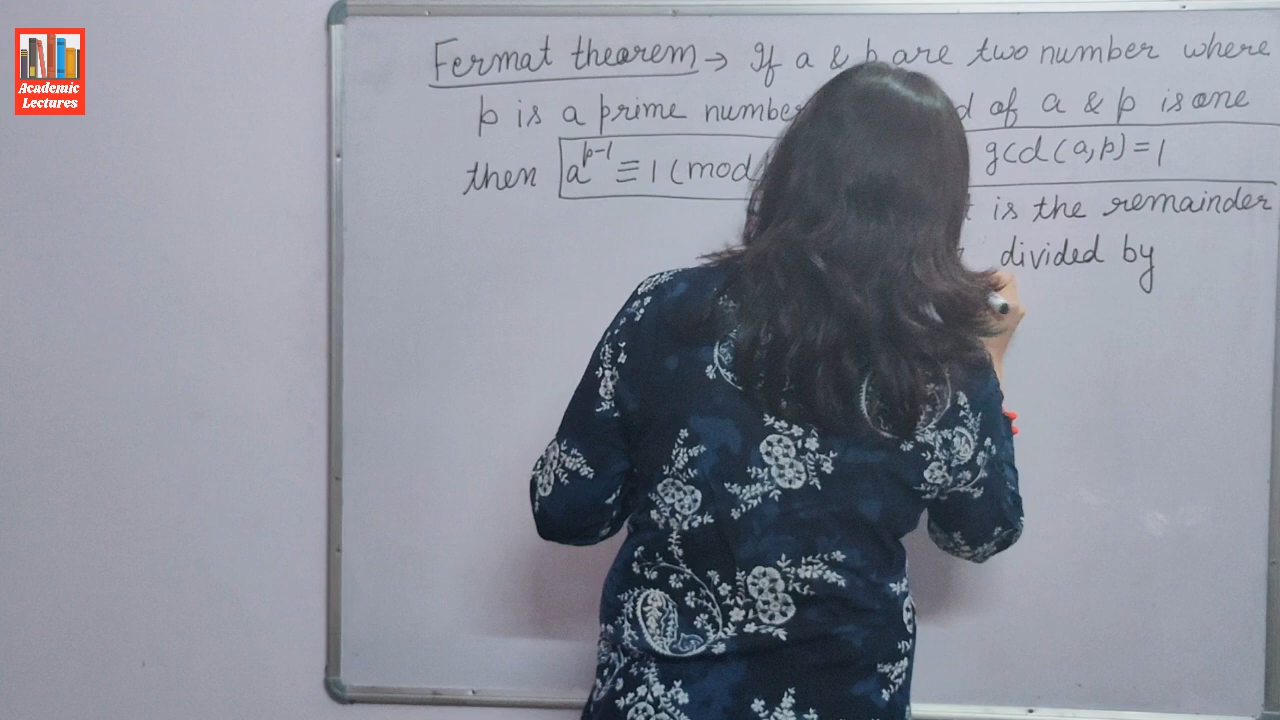 Academic
Lectures
Fermat theorem → If a & p are two number where
p is a prime number d of a & p is one
then a^{p-1} ≡ 1 (mod gcd(a,p) = 1
is the remainder
divided by